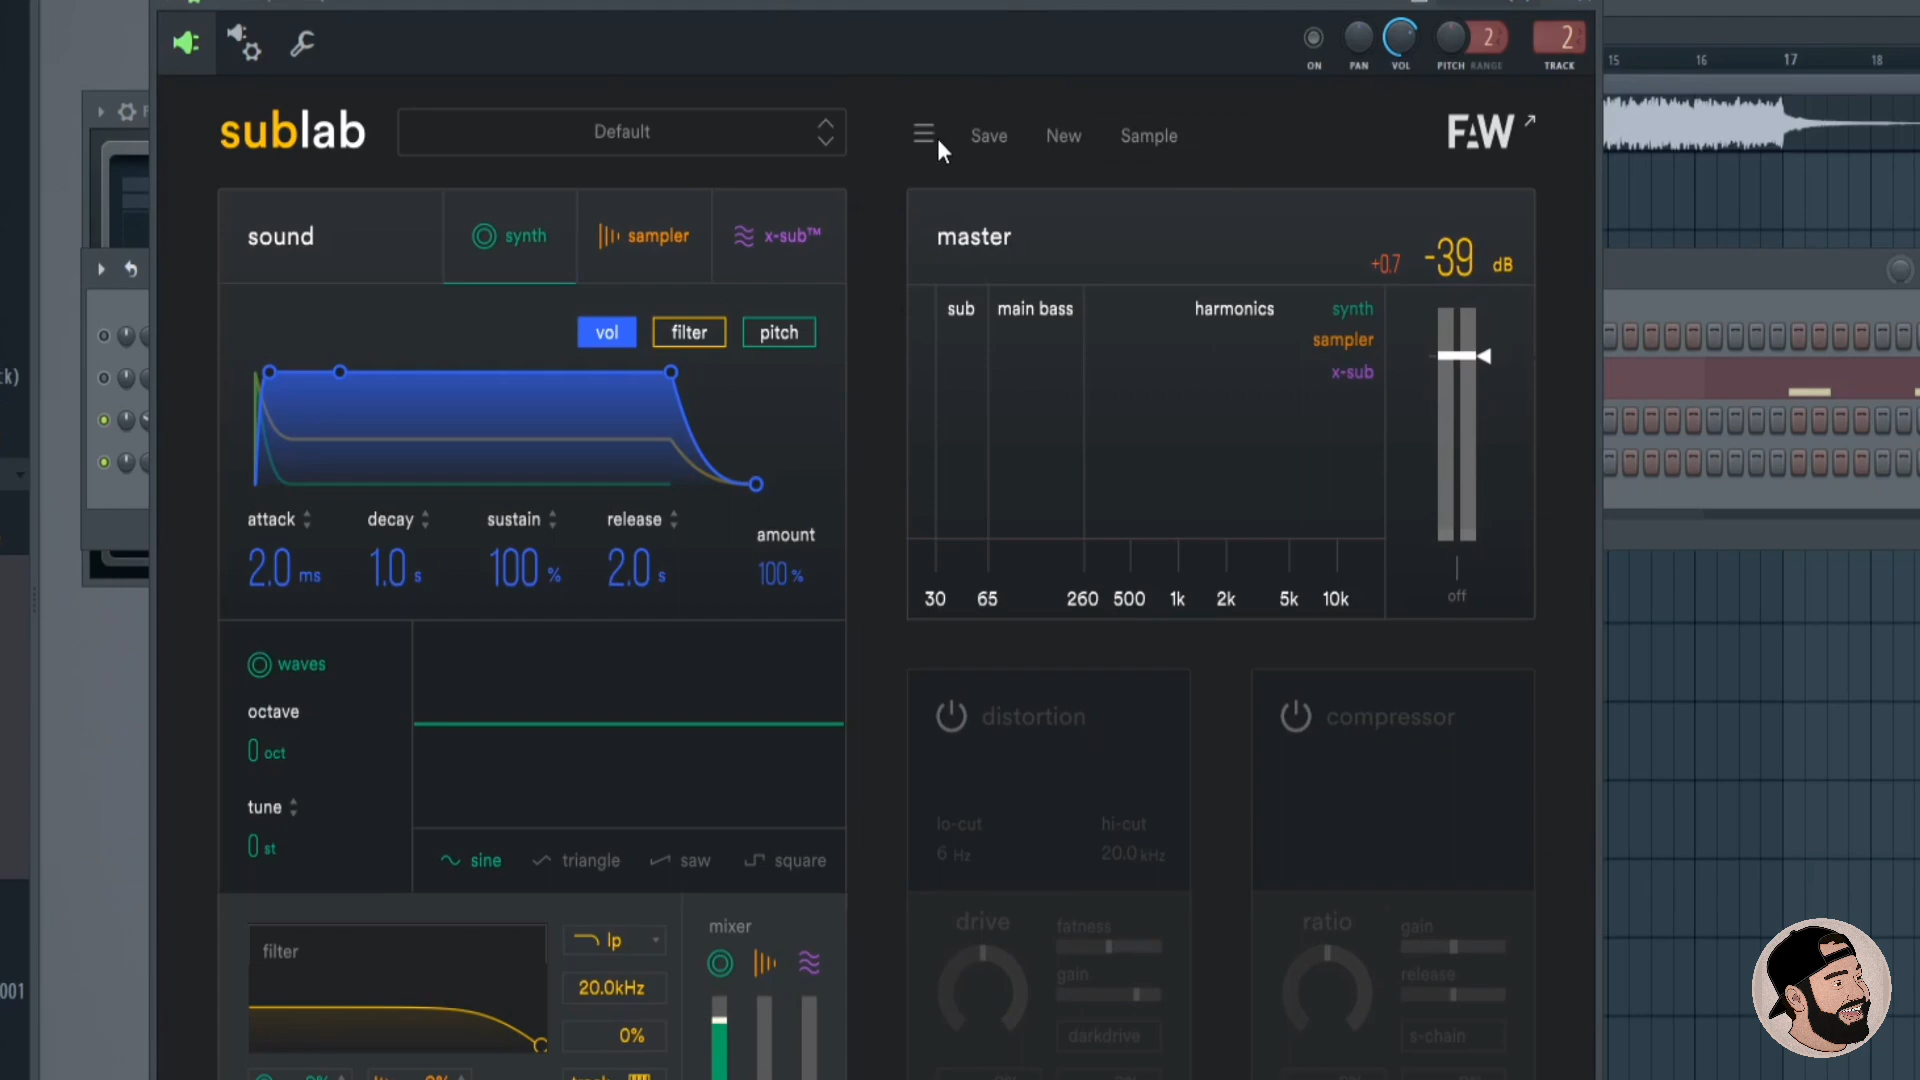 ON
PAN
VOL
PITCH
RANGE
2
2
TRACK
15
16
17
18
sublab
Default
Save
New
Sample
FAW
sound
synth
sampler
x-sub™
master
+0.7
-39 dB
vol
filter
pitch
sub
main bass
harmonics
synth
sampler
x-sub
attack
decay
sustain
release
amount
2.0 ms
1.0 s
100 %
2.0 s
100 %
30
65
260
500
1k
2k
5k
10k
off
waves
octave
0 oct
tune
0 st
sine
triangle
saw
square
distortion
compressor
lo-cut
hi-cut
6 Hz
20.0 kHz
filter
lp
20.0kHz
0%
mixer
drive
fatness
gain
darkdrive
ratio
gain
release
s-chain
001